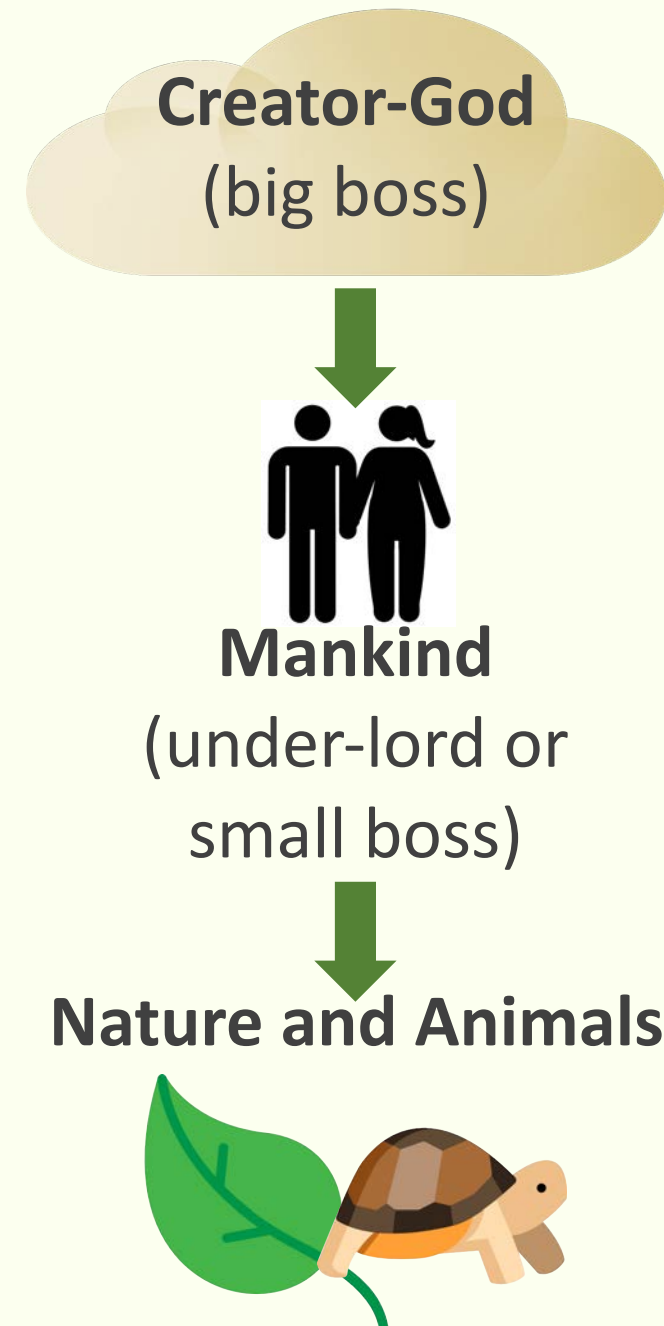 Creator-God
(big boss)
Mankind
(under-lord or
small boss)
Nature and Animals